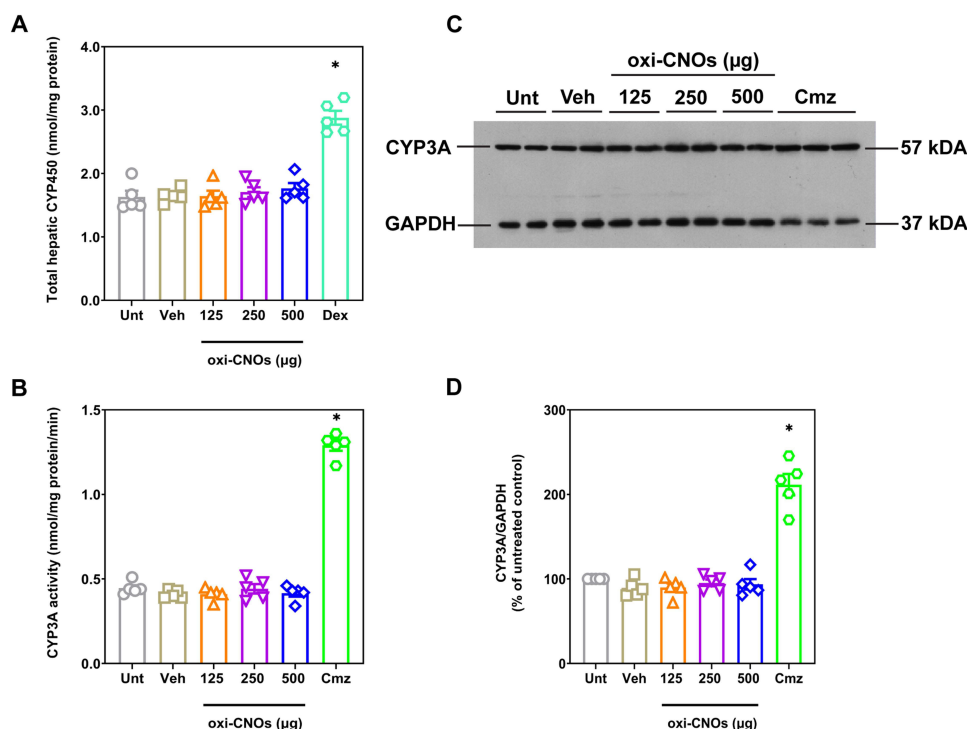 A
Total hepatic CYP450 (nmol/mg protein)
4.0
3.0
2.0
1.0
0.0
*
Unt Veh 125 250 500 Dex
oxi-CNOs (µg)
C
oxi-CNOs (µg)
Unt Veh 125 250 500 Cmz
CYP3A 57 kDA
GAPDH 37 kDA
B
CYP3A activity (nmol/mg protein/min)
1.5
1.0
0.5
0.0
*
Unt Veh 125 250 500 Cmz
oxi-CNOs (µg)
D
CYP3A/GAPDH
(% of untreated control)
300
200
100
0
*
Unt Veh 125 250 500 Cmz
oxi-CNOs (µg)